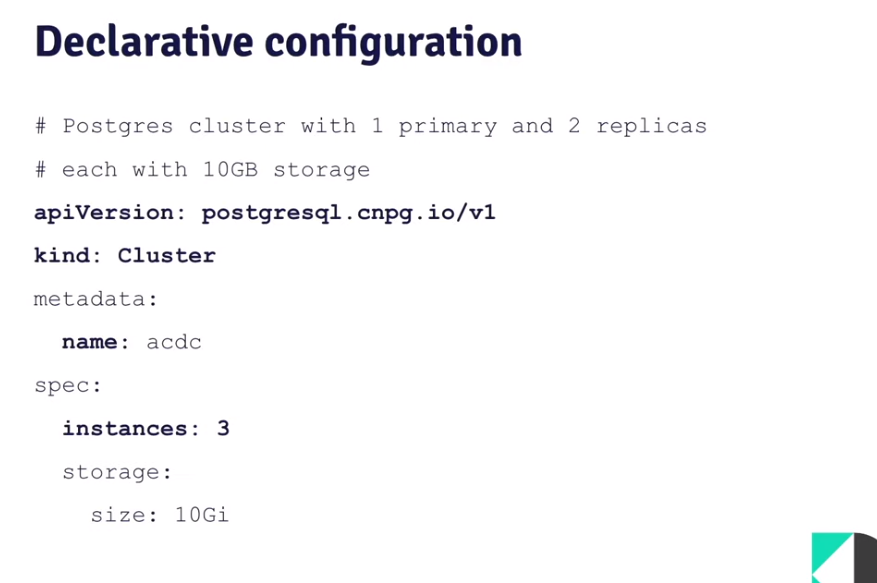 Declarative configuration
# Postgres cluster with 1 primary and 2 replicas
# each with 10GB storage
apiVersion: postgresql.cnpg.io/v1
kind: Cluster
metadata:
  name: acdc
spec:
  instances: 3
  storage:
    size: 10Gi